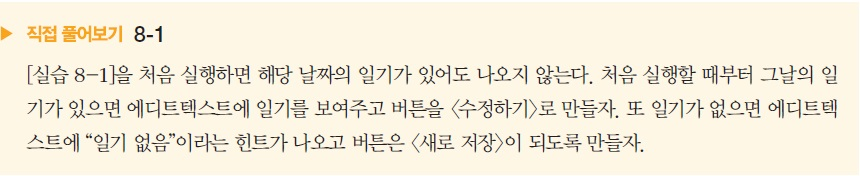 ▶ 직접 풀어보기 8-1
[실습 8-1]을 처음 실행하면 해당 날짜의 일기가 있어도 나오지 않는다. 처음 실행할 때부터 그날의 일
기가 있으면 에디트텍스트에 일기를 보여주고 버튼을 〈수정하기〉로 만들자. 또 일기가 없으면 에디트텍
스트에 “일기 없음”이라는 힌트가 나오고 버튼은 〈새로 저장〉이 되도록 만들자.